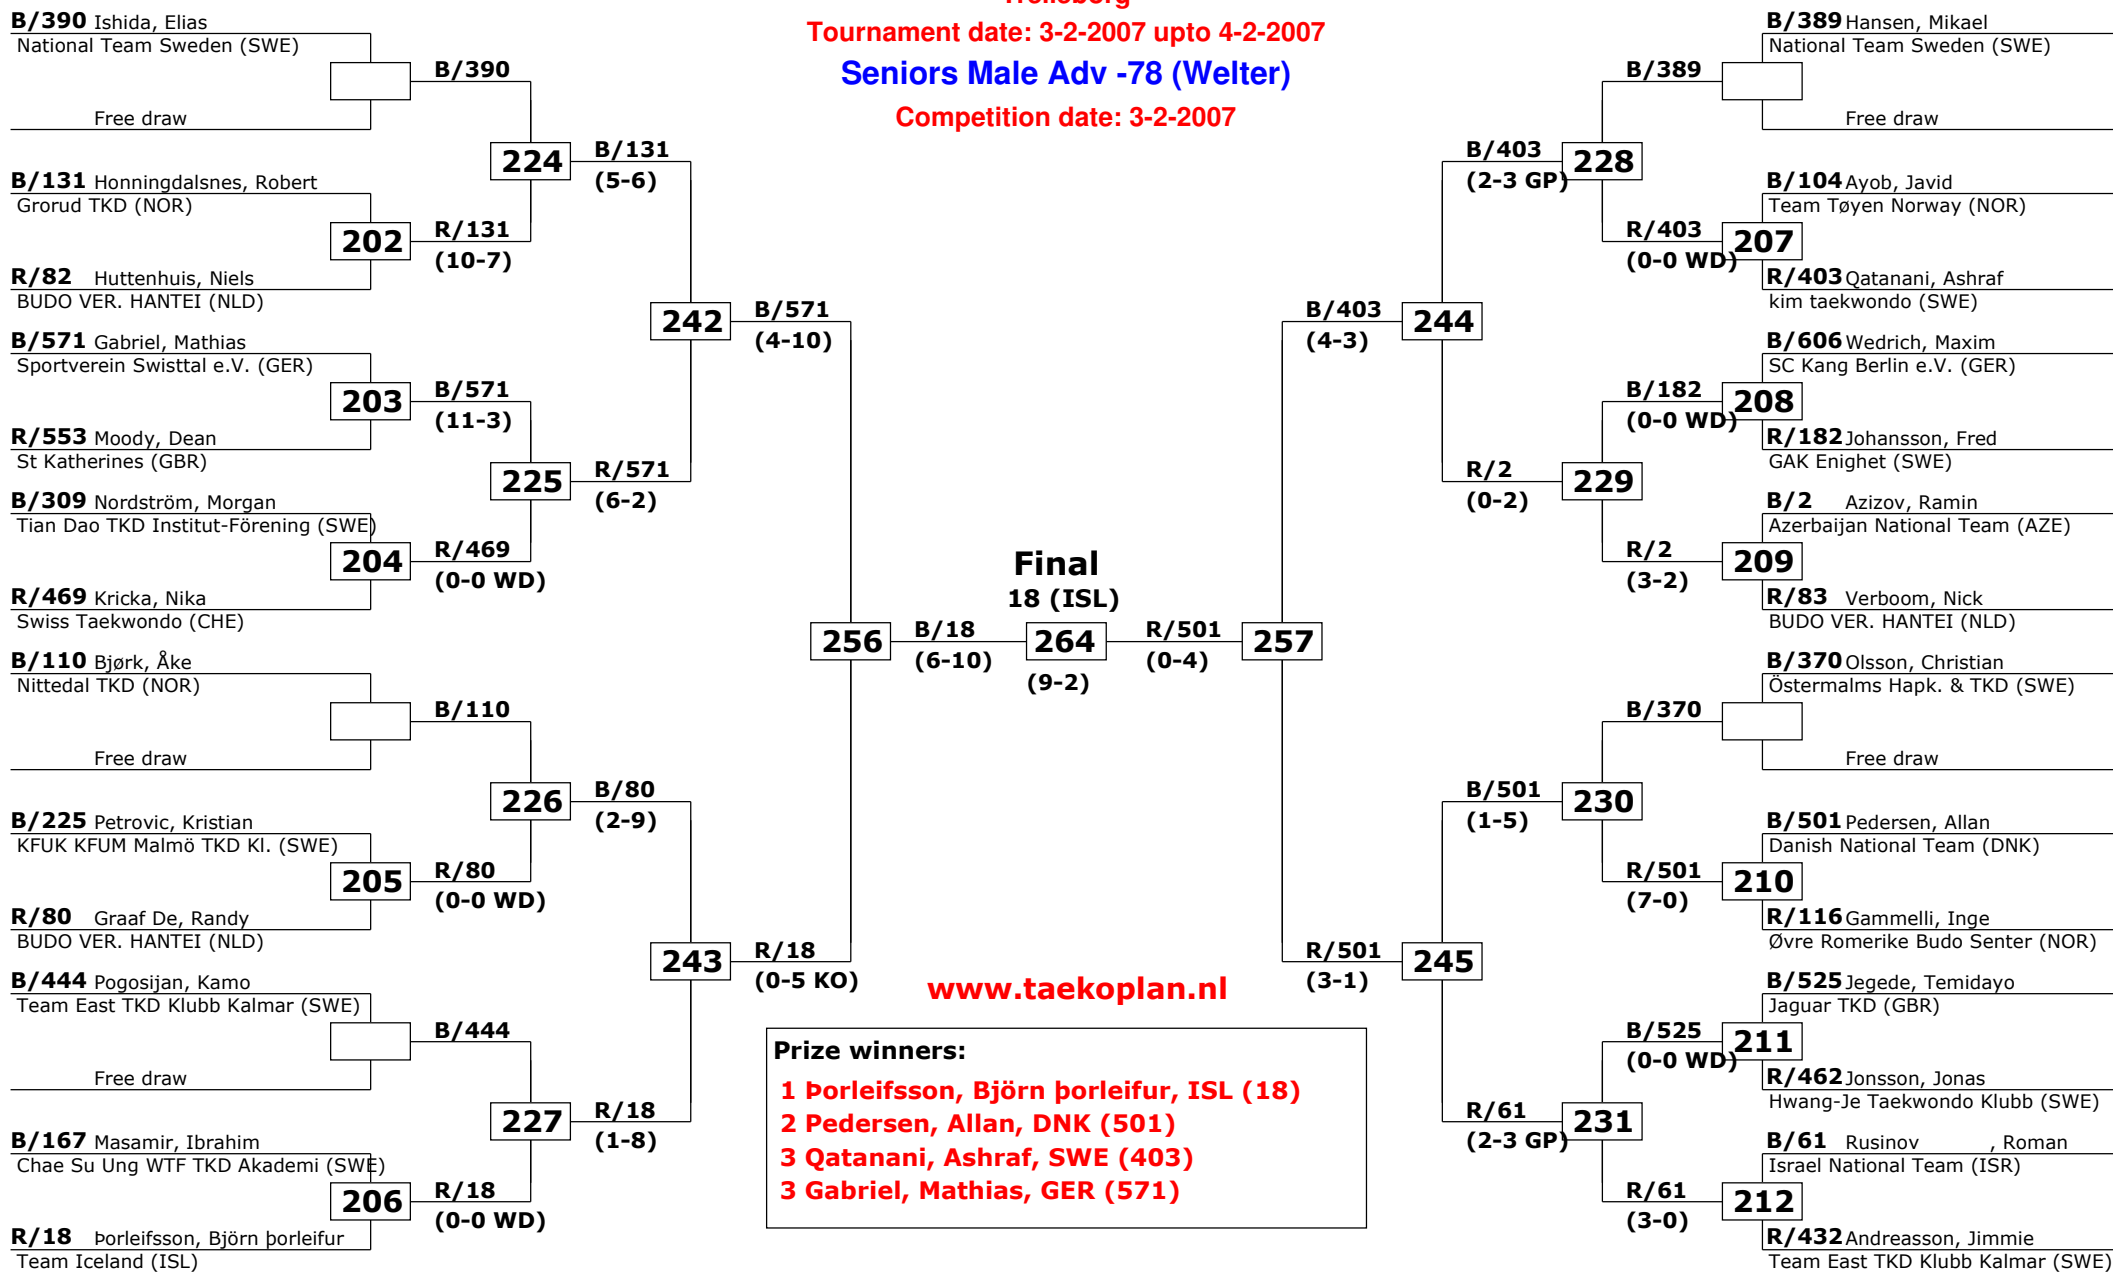 Trelleborg
Tournament date: 3-2-2007 upto 4-2-2007
Seniors Male Adv -78 (Welter)
Competition date: 3-2-2007
B/390 Ishida, Elias
National Team Sweden (SWE)
B/390
Free draw
224
B/131
(5-6)
B/131 Honningdalsnes, Robert
Grorud TKD (NOR)
202
R/131
(10-7)
R/82 Huttenhuis, Niels
BUDO VER. HANTEI (NLD)
242
B/571
(4-10)
B/571 Gabriel, Mathias
Sportverein Swisttal e.V. (GER)
203
B/571
(11-3)
R/553 Moody, Dean
St Katherines (GBR)
225
R/571
(6-2)
B/309 Nordström, Morgan
Tian Dao TKD Institut-Förening (SWE)
204
R/469
(0-0 WD)
R/469 Kricka, Nika
Swiss Taekwondo (CHE)
256
B/18
(6-10)
B/110 Bjørk, Åke
Nittedal TKD (NOR)
B/110
Free draw
226
B/80
(2-9)
B/225 Petrovic, Kristian
KFUK KFUM Malmö TKD Kl. (SWE)
205
R/80
(0-0 WD)
R/80 Graaf De, Randy
BUDO VER. HANTEI (NLD)
243
R/18
(0-5 KO)
B/444 Pogosijan, Kamo
Team East TKD Klubb Kalmar (SWE)
B/444
Free draw
227
R/18
(1-8)
B/167 Masamir, Ibrahim
Chae Su Ung WTF TKD Akademi (SWE)
206
R/18
(0-0 WD)
R/18 Þorleifsson, Björn þorleifur
Team Iceland (ISL)
Final
18 (ISL)
264
(9-2)
R/501
(0-4)
257
B/389 Hansen, Mikael
National Team Sweden (SWE)
B/389
Free draw
B/403
(2-3 GP)
228
B/104 Ayob, Javid
Team Tøyen Norway (NOR)
R/403
(0-0 WD)
207
R/403 Qatanani, Ashraf
kim taekwondo (SWE)
B/403
(4-3)
244
B/606 Wedrich, Maxim
SC Kang Berlin e.V. (GER)
B/182
(0-0 WD)
208
R/182 Johansson, Fred
GAK Enighet (SWE)
R/2
(0-2)
229
B/2 Azizov, Ramin
Azerbaijan National Team (AZE)
R/2
(3-2)
209
R/83 Verboom, Nick
BUDO VER. HANTEI (NLD)
B/370 Olsson, Christian
Östermalms Hapk. & TKD (SWE)
B/370
Free draw
B/501
(1-5)
230
B/501 Pedersen, Allan
Danish National Team (DNK)
R/501
(7-0)
210
R/116 Gammelli, Inge
Øvre Romerike Budo Senter (NOR)
R/501
(3-1)
245
B/525 Jegede, Temidayo
Jaguar TKD (GBR)
B/525
(0-0 WD)
211
R/462 Jonsson, Jonas
Hwang-Je Taekwondo Klubb (SWE)
R/61
(2-3 GP)
231
B/61 Rusinov , Roman
Israel National Team (ISR)
R/61
(3-0)
212
R/432 Andreasson, Jimmie
Team East TKD Klubb Kalmar (SWE)
www.taekoplan.nl
Prize winners:
1 Þorleifsson, Björn þorleifur, ISL (18)
2 Pedersen, Allan, DNK (501)
3 Qatanani, Ashraf, SWE (403)
3 Gabriel, Mathias, GER (571)